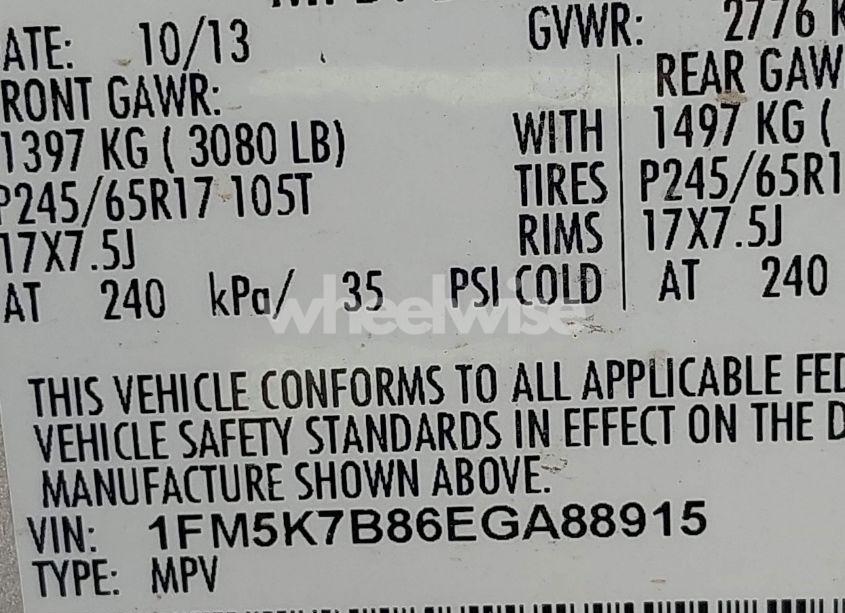 ATE: 10/13 GVWR: 2776 K
RONT GAWR: REAR GAW
1397 KG ( 3080 LB) WITH 1497 KG (
P245/65R17 105T TIRES P245/65R1
17X7.5J RIMS 17X7.5J
AT 240 kPa/ 35 PSI COLD AT 240
wheelwise
THIS VEHICLE CONFORMS TO ALL APPLICABLE FED
VEHICLE SAFETY STANDARDS IN EFFECT ON THE D
MANUFACTURE SHOWN ABOVE.
VIN: 1FM5K7B86EGA88915
TYPE: MPV